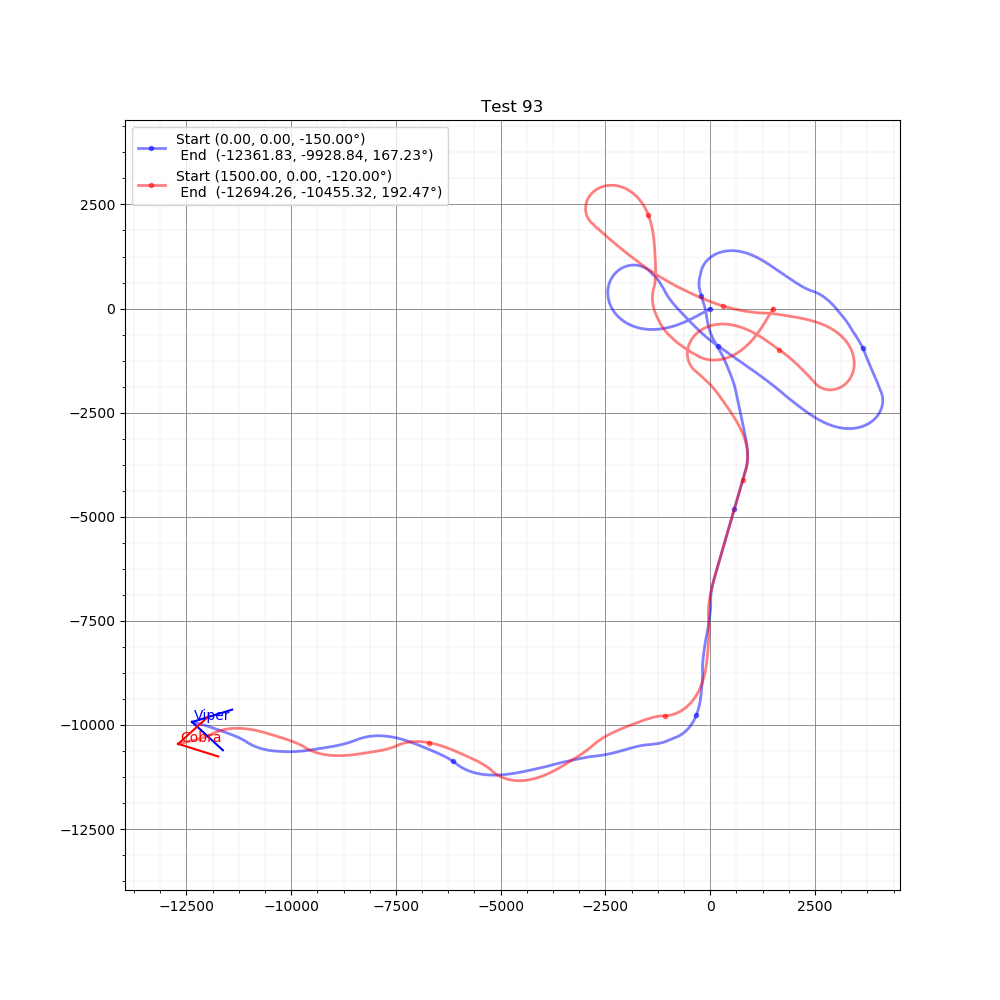 Test 93
Start (0.00, 0.00, -150.00°)
End  (-12361.83, -9928.84, 167.23°)
Start (1500.00, 0.00, -120.00°)
End  (-12694.26, -10455.32, 192.47°)
2500
0
−2500
−5000
−7500
−10000
−12500
Viper
Cobra
−12500
−10000
−7500
−5000
−2500
0
2500